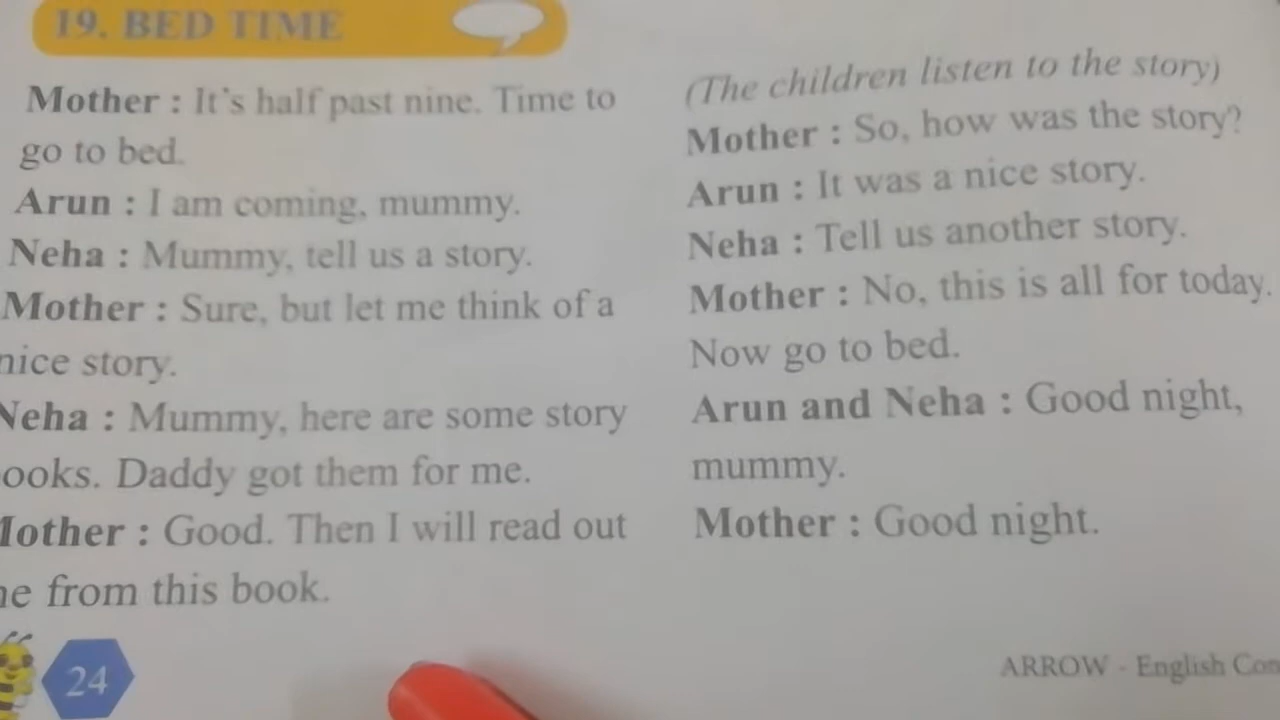 19. BED TIME
Mother : It's half past nine. Time to
go to bed.
Arun : I am coming, mummy.
Neha : Mummy, tell us a story.
Mother : Sure, but let me think of a
nice story.
Neha : Mummy, here are some story
ooks. Daddy got them for me.
Mother : Good. Then I will read out
ne from this book.
(The children listen to the story)
Mother : So, how was the story?
Arun : It was a nice story.
Neha : Tell us another story.
Mother : No, this is all for today.
Now go to bed.
Arun and Neha : Good night,
mummy.
Mother : Good night.
24
ARROW - English Con